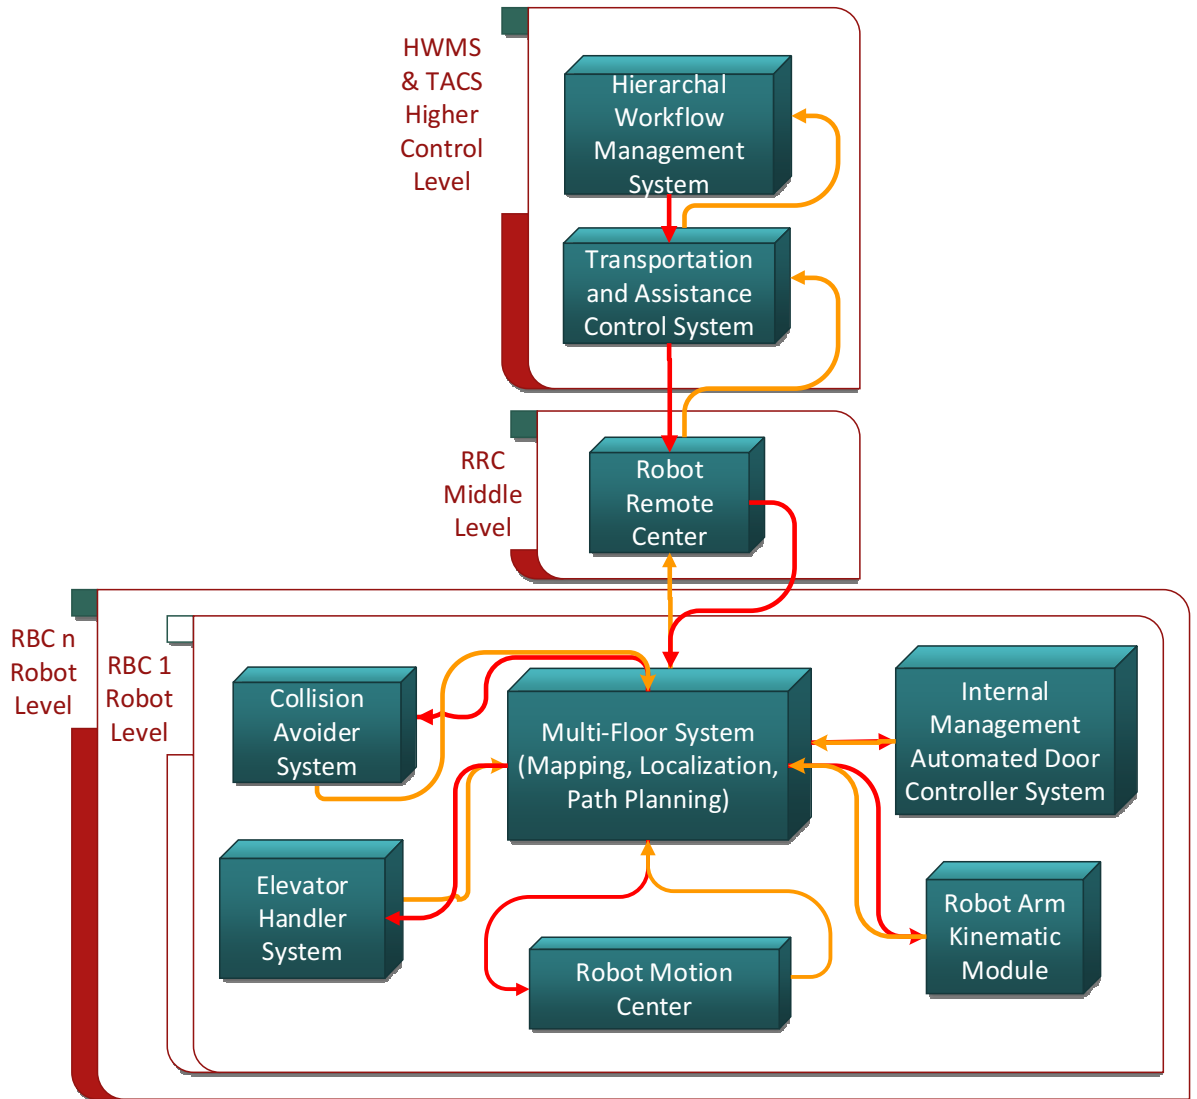 HWMS
& TACS
Higher
Control
Level
Hierarchal
Workflow
Management
System
Transportation
and Assistance
Control System
RRC
Middle
Level
Robot
Remote
Center
RBC n
Robot
Level
RBC 1
Robot
Level
Collision
Avoider
System
Multi-Floor System
(Mapping, Localization,
Path Planning)
Internal
Management
Automated Door
Controller System
Elevator
Handler
System
Robot Motion
Center
Robot Arm
Kinematic
Module